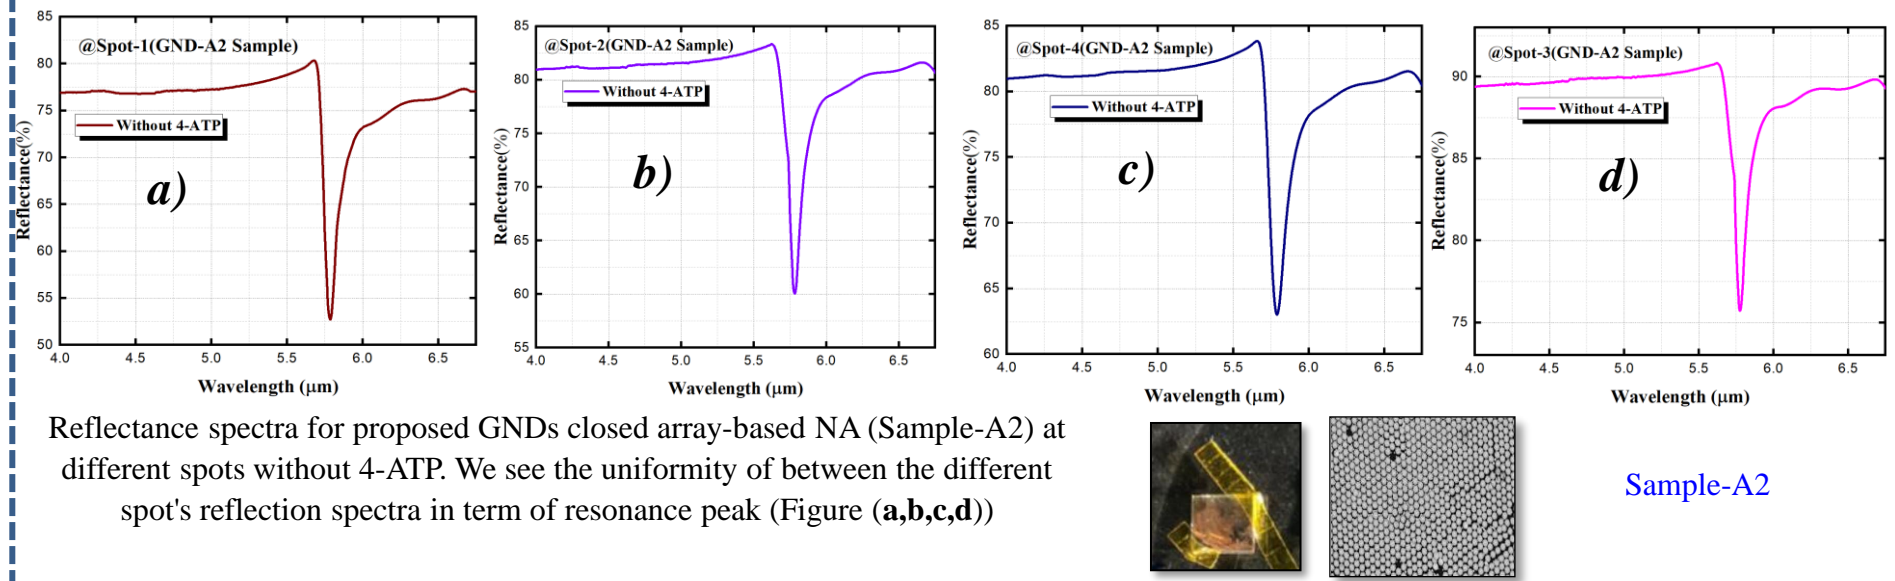 85
80
75
70
65
60
55
50
Reflectance(%)
@Spot-1(GND-A2 Sample)
Without 4-ATP
a)
4.0 4.5 5.0 5.5 6.0 6.5
Wavelength (μm)
85
80
75
70
65
60
55
Reflectance(%)
@Spot-2(GND-A2 Sample)
Without 4-ATP
b)
4.0 4.5 5.0 5.5 6.0 6.5
Wavelength (μm)
85
80
75
70
65
60
Reflectance(%)
@Spot-4(GND-A2 Sample)
Without 4-ATP
c)
4.0 4.5 5.0 5.5 6.0 6.5
Wavelength (μm)
90
85
80
75
Reflectance(%)
@Spot-3(GND-A2 Sample)
Without 4-ATP
d)
4.0 4.5 5.0 5.5 6.0 6.5
Wavelength (μm)
Reflectance spectra for proposed GNDs closed array-based NA (Sample-A2) at
different spots without 4-ATP. We see the uniformity of between the different
spot's reflection spectra in term of resonance peak (Figure (a,b,c,d))
Sample-A2